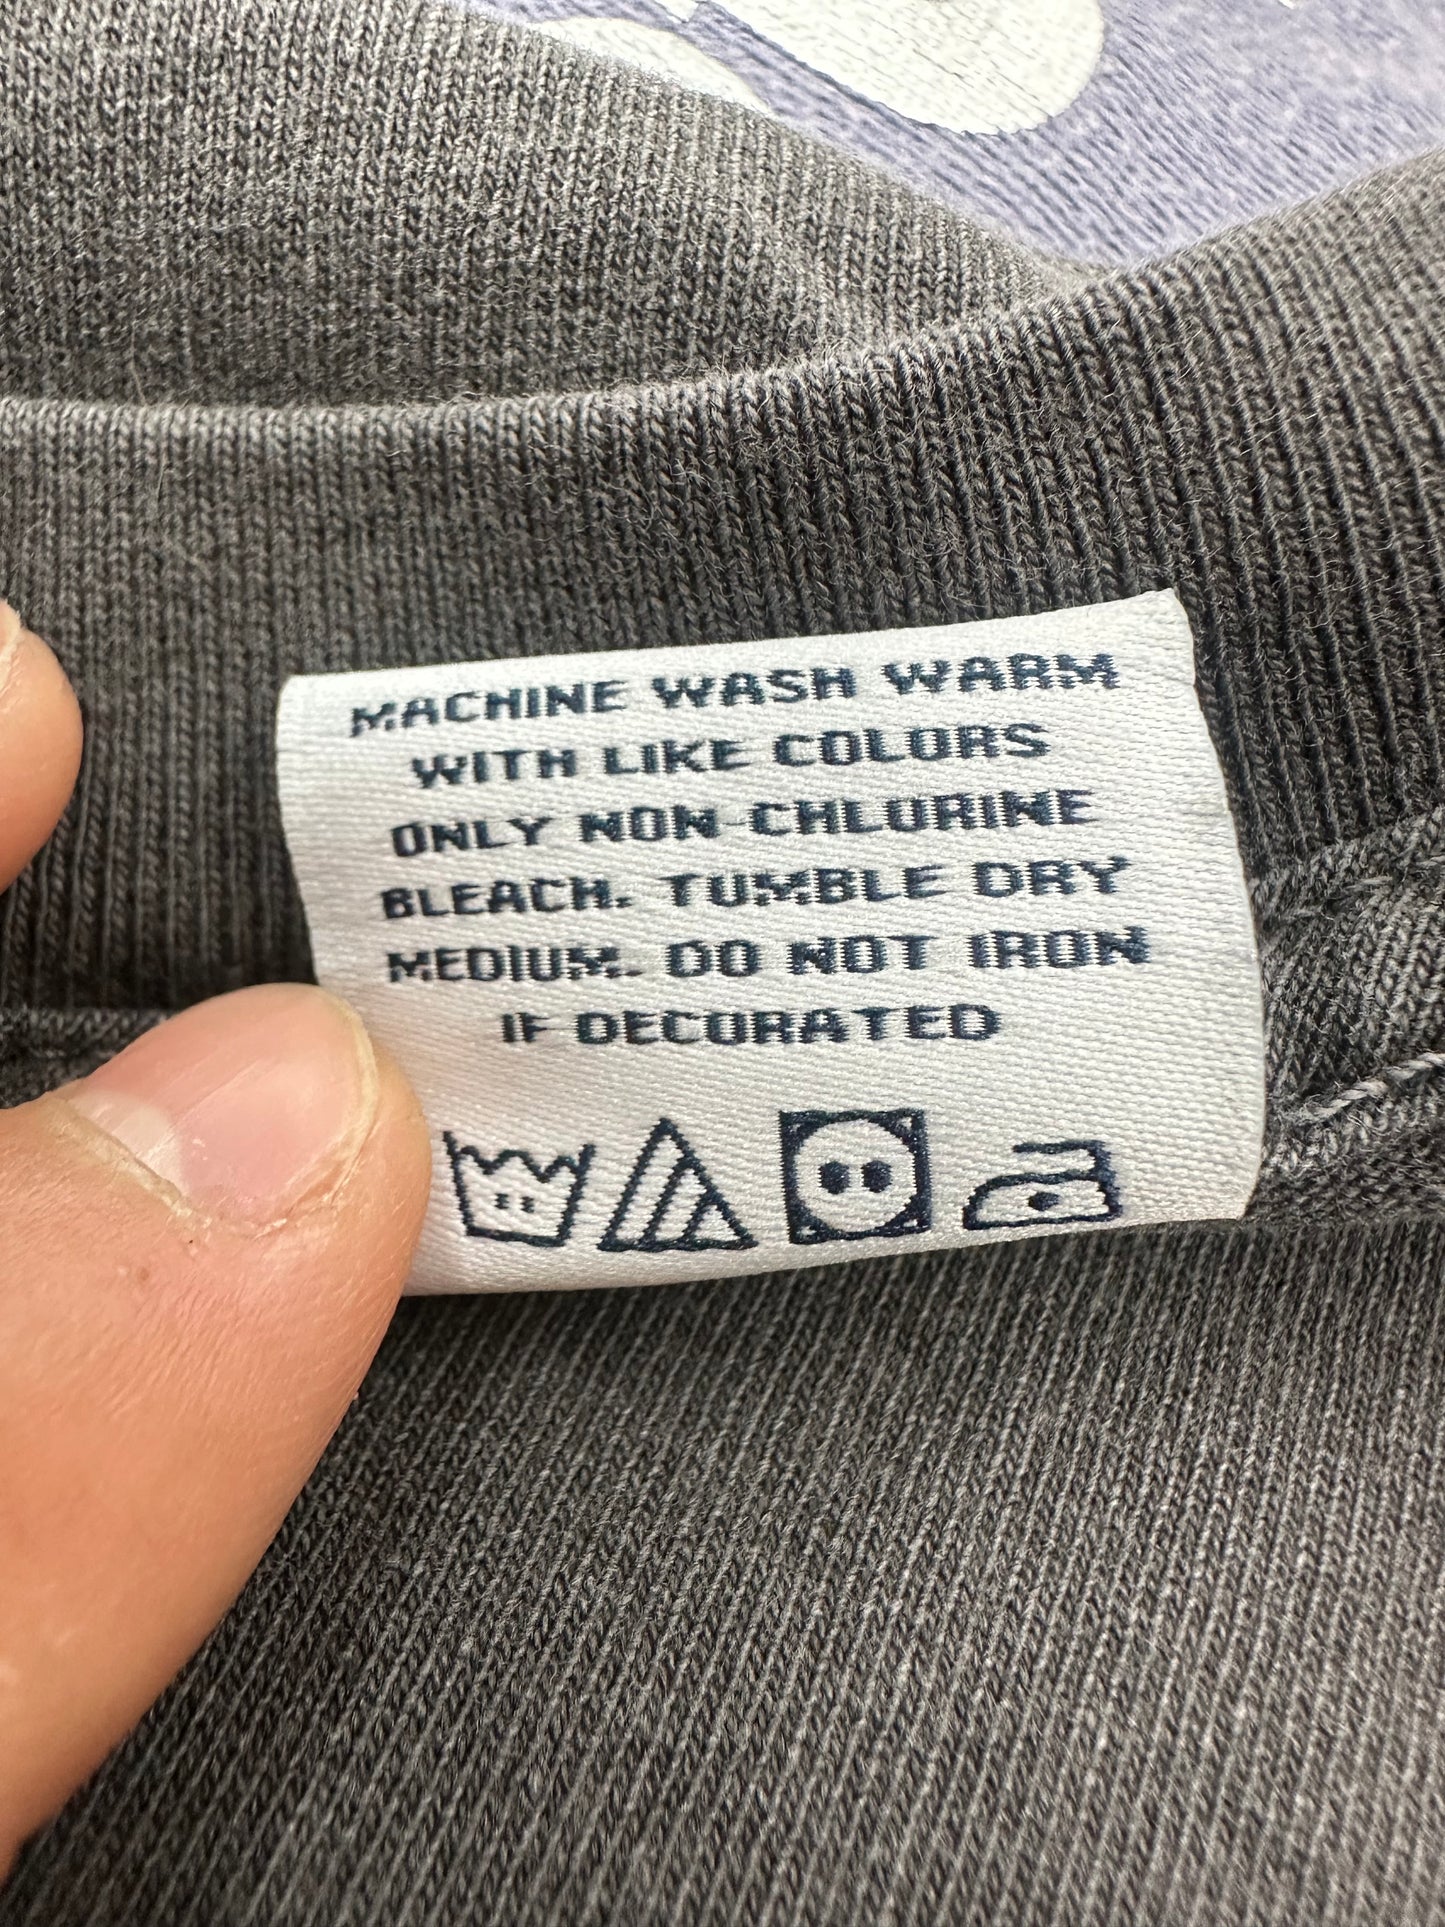 MACHINE WASH WARM
WITH LIKE COLORS
ONLY NON-CHLORINE
BLEACH. TUMBLE DRY
MEDIUM. DO NOT IRON
IF DECORATED